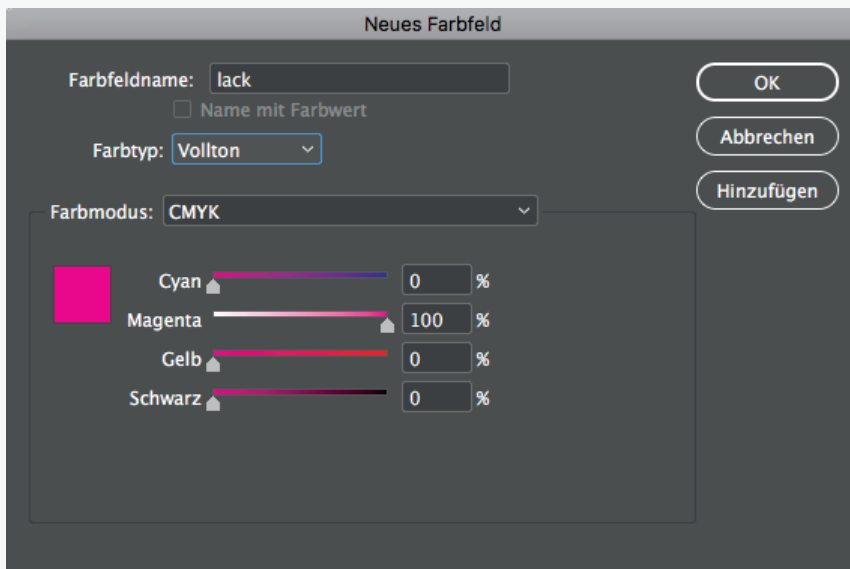 Neues Farbfeld
Farbfeldname: lack
Name mit Farbwert
Farbtyp: Vollton
OK
Abbrechen
Hinzufügen
Farbmodus: CMYK
Cyan 0 %
Magenta 100 %
Gelb 0 %
Schwarz 0 %